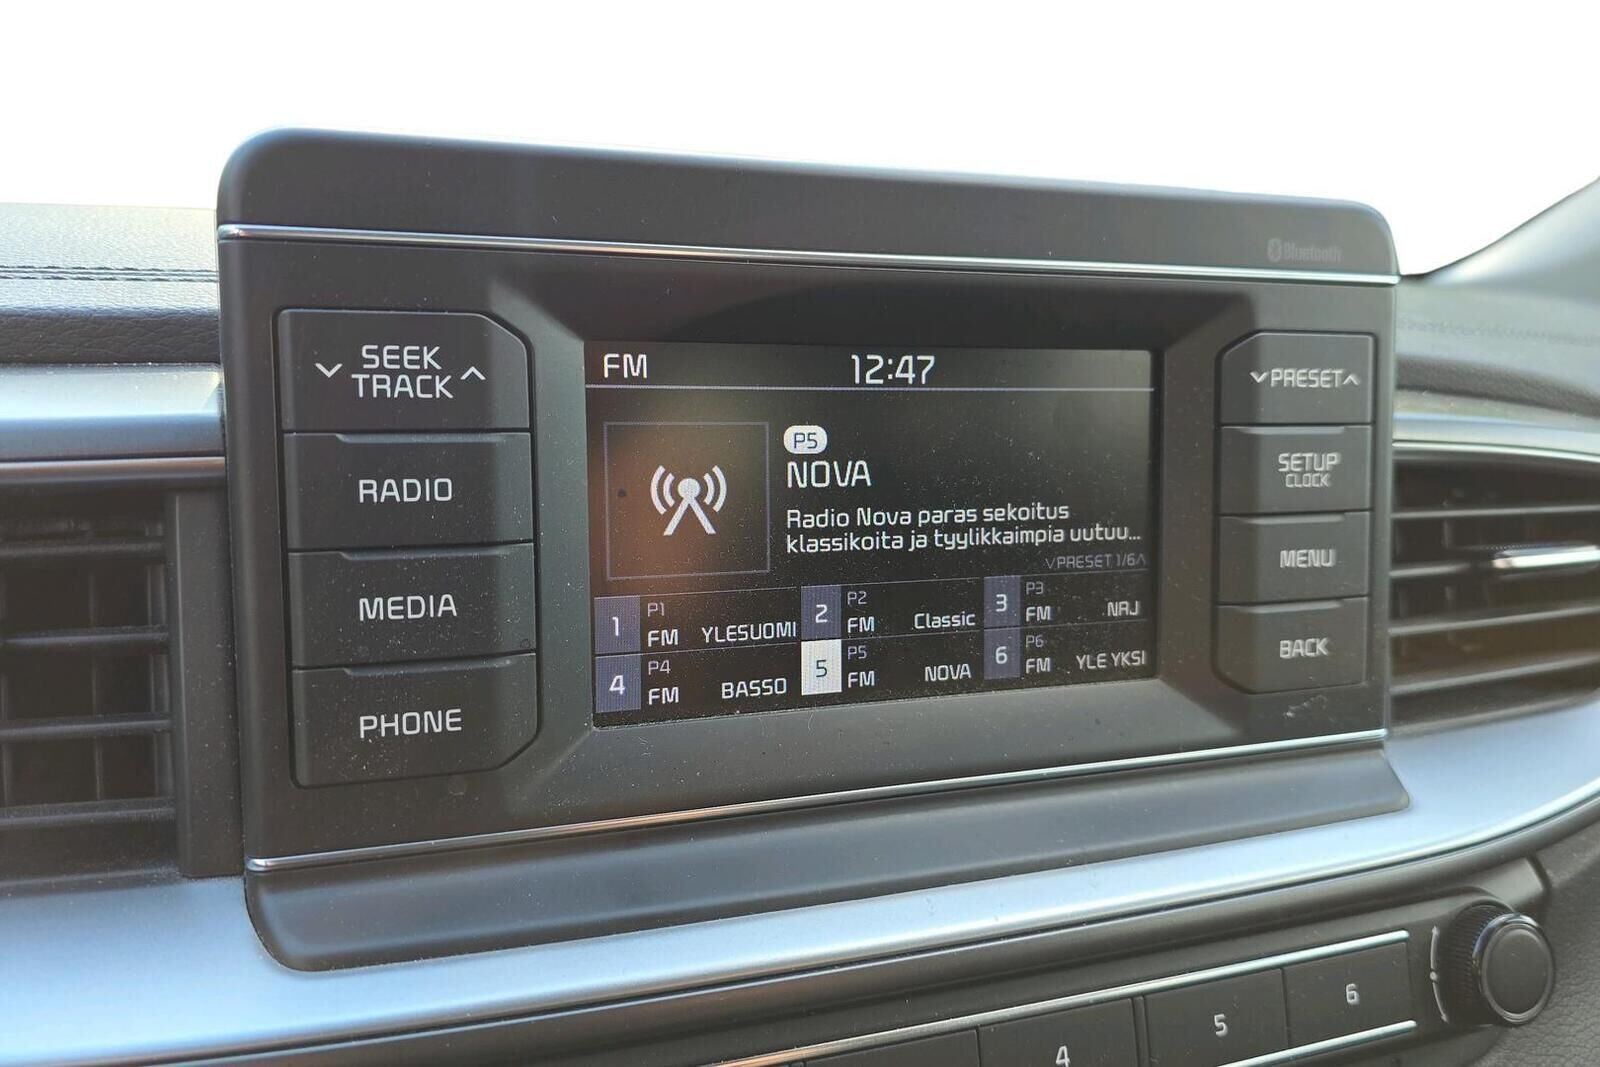 Bluetooth
SEEK
TRACK
RADIO
MEDIA
PHONE
FM 12:47
P5
NOVA
Radio Nova paras sekoitus
klassikoita ja tyylikkaimpia uutuu...
PRESET 1/6
1 P1 FM YLESUOMI
2 P2 FM Classic
3 P3 FM NRJ
4 P4 FM BASSO
5 P5 FM NOVA
6 P6 FM YLE YKSI
PRESET
SETUP
CLOCK
MENU
BACK
4
5
6